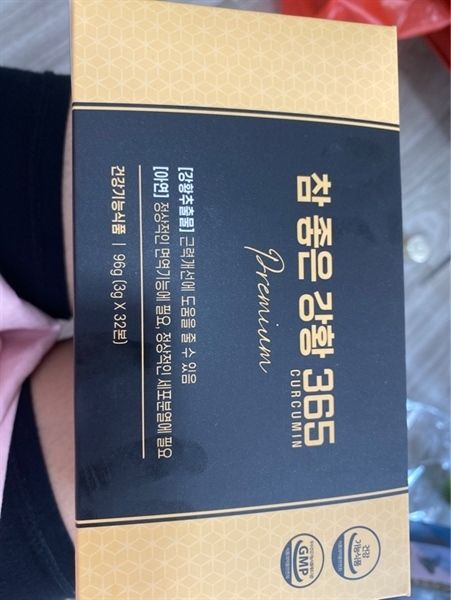 참 좋은 강황 365
CURCUMIN
Premium
[강황추출물] 근력개선에 도움을 줄 수 있음
[아연] 정상적인 면역기능에 필요 정상적인 세포분열에 필요
건강기능식품 | 96g (3g X 32본)
건강
기능식품
GMP